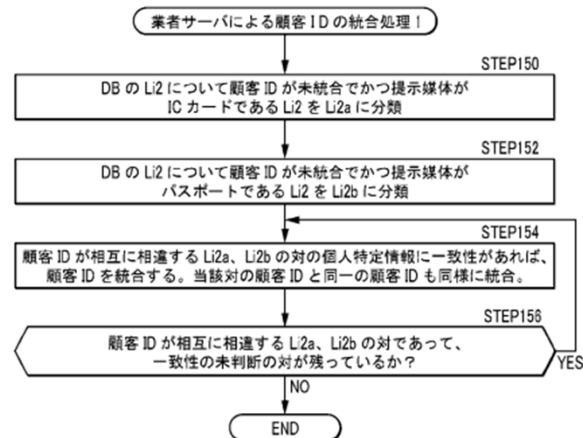 業者サーバによる顧客IDの統合処理1
STEP150
DBのLi2について顧客IDが未統合でかつ提示媒体が
ICカードであるLi2をLi2aに分類
STEP152
DBのLi2について顧客IDが未統合でかつ提示媒体が
パスポートであるLi2をLi2bに分類
STEP154
顧客IDが相互に相違するLi2a、Li2bの対の個人特定情報に一致性があれば、
顧客IDを統合する。当該対の顧客IDと同一の顧客IDも同様に統合。
STEP156
顧客IDが相互に相違するLi2a、Li2bの対であって、
一致性の未判断の対が残っているか？
YES
NO
END